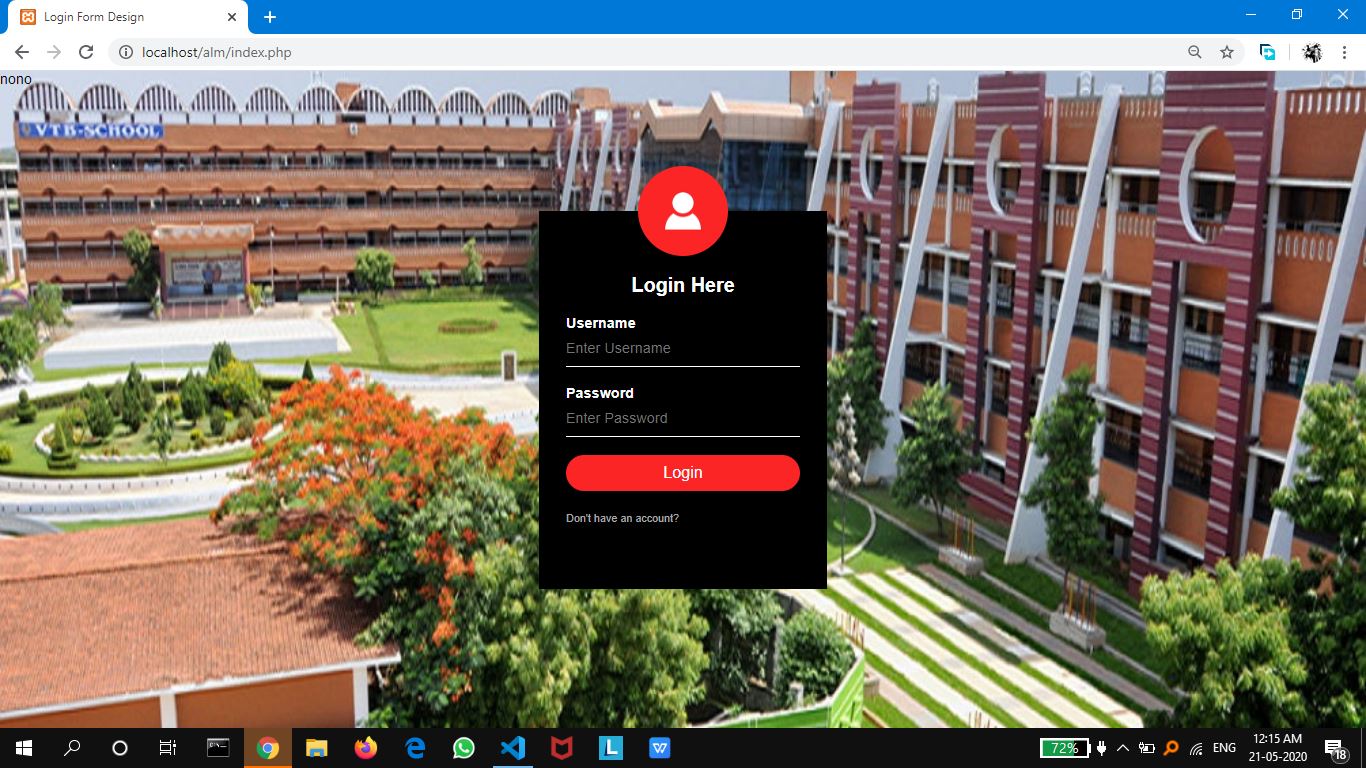 Login Form Design
localhost/alm/index.php
nono
VTB-SCHOOL
Login Here
Username
Enter Username
Password
Enter Password
Login
Don't have an account?
72%
ENG
12:15 AM
21-05-2020
18